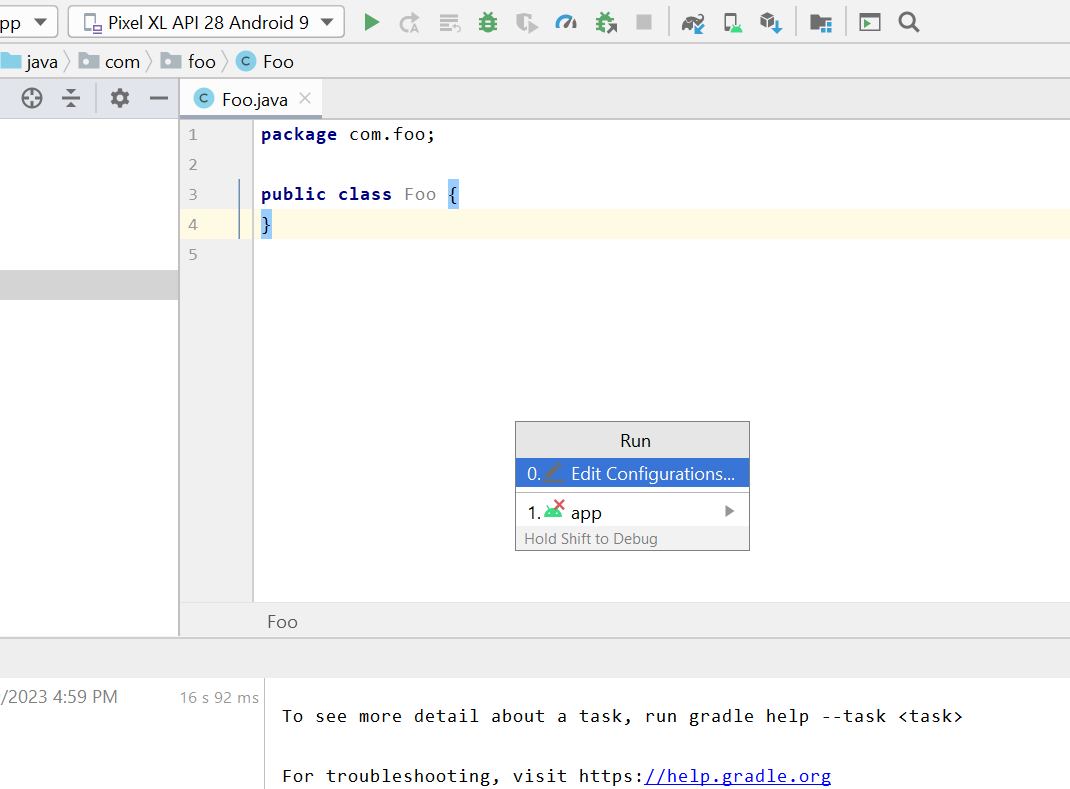 pp Pixel XL API 28 Android 9
java com foo C Foo
C Foo.java
1 package com.foo;
2
3 public class Foo {
4 }
5
Run
0. Edit Configurations...
1. app
Hold Shift to Debug
Foo
/2023 4:59 PM 16 s 92 ms
To see more detail about a task, run gradle help --task <task>
For troubleshooting, visit https://help.gradle.org